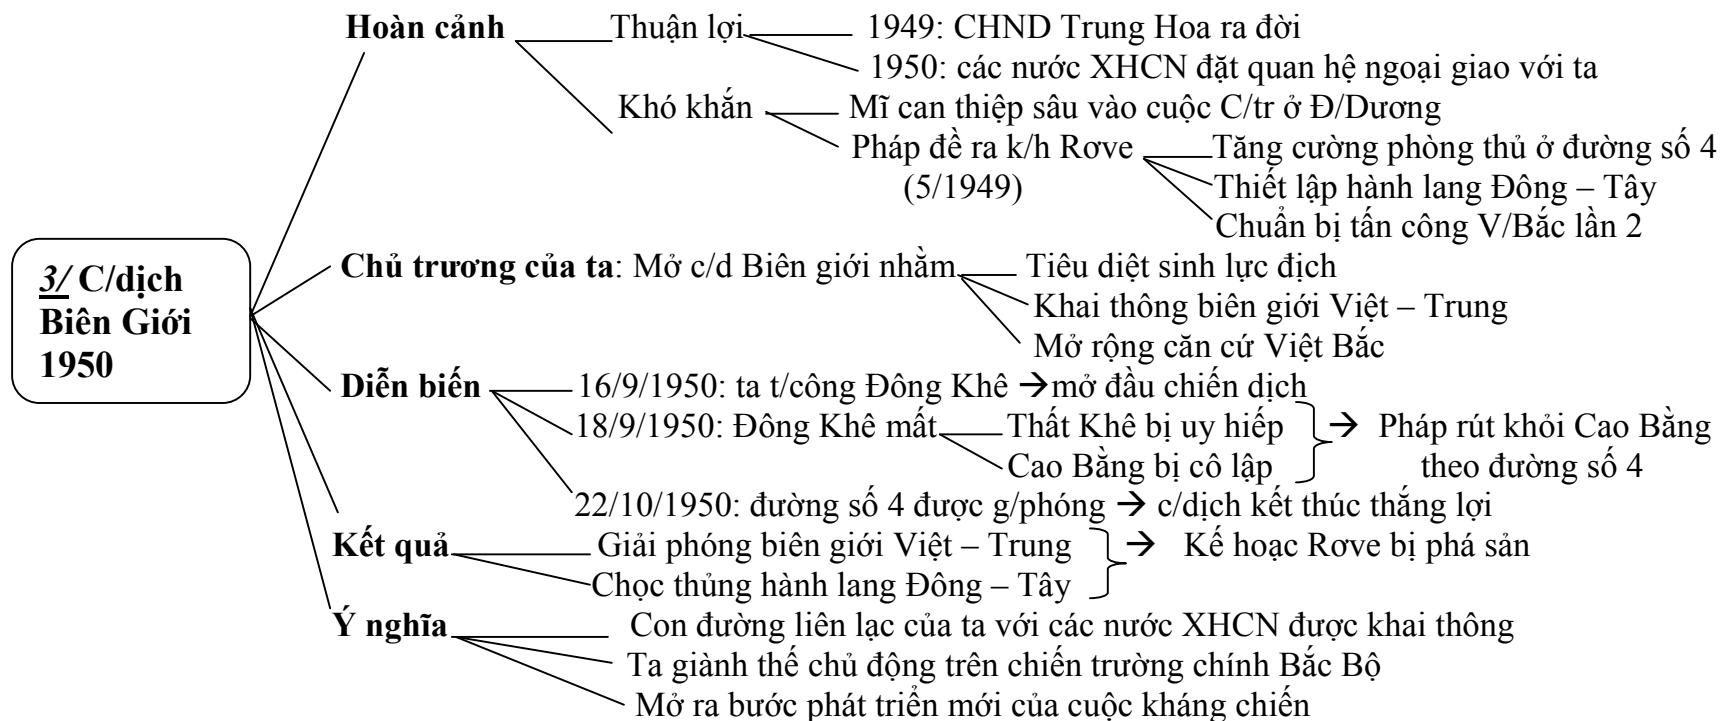 Hoàn cảnh
Thuận lợi
1949: CHND Trung Hoa ra đời
1950: các nước XHCN đặt quan hệ ngoại giao với ta
Khó khắn
Mĩ can thiệp sâu vào cuộc C/tr ở Đ/Dương
Pháp đề ra k/h Rơve
(5/1949)
Tăng cường phòng thủ ở đường số 4
Thiết lập hành lang Đông – Tây
Chuẩn bị tấn công V/Bắc lần 2
3/ C/dịch
Biên Giới
1950
Chủ trương của ta: Mở c/d Biên giới nhằm
Tiêu diệt sinh lực địch
Khai thông biên giới Việt – Trung
Mở rộng căn cứ Việt Bắc
Diễn biến
16/9/1950: ta t/công Đông Khê → mở đầu chiến dịch
18/9/1950: Đông Khê mất
Thất Khê bị uy hiếp
Cao Bằng bị cô lập
→ Pháp rút khỏi Cao Bằng
theo đường số 4
22/10/1950: đường số 4 được g/phóng → c/dịch kết thúc thắng lợi
Kết quả
Giải phóng biên giới Việt – Trung
Chọc thủng hành lang Đông – Tây
→ Kế hoạc Rơve bị phá sản
Ý nghĩa
Con đường liên lạc của ta với các nước XHCN được khai thông
Ta giành thế chủ động trên chiến trường chính Bắc Bộ
Mở ra bước phát triển mới của cuộc kháng chiến